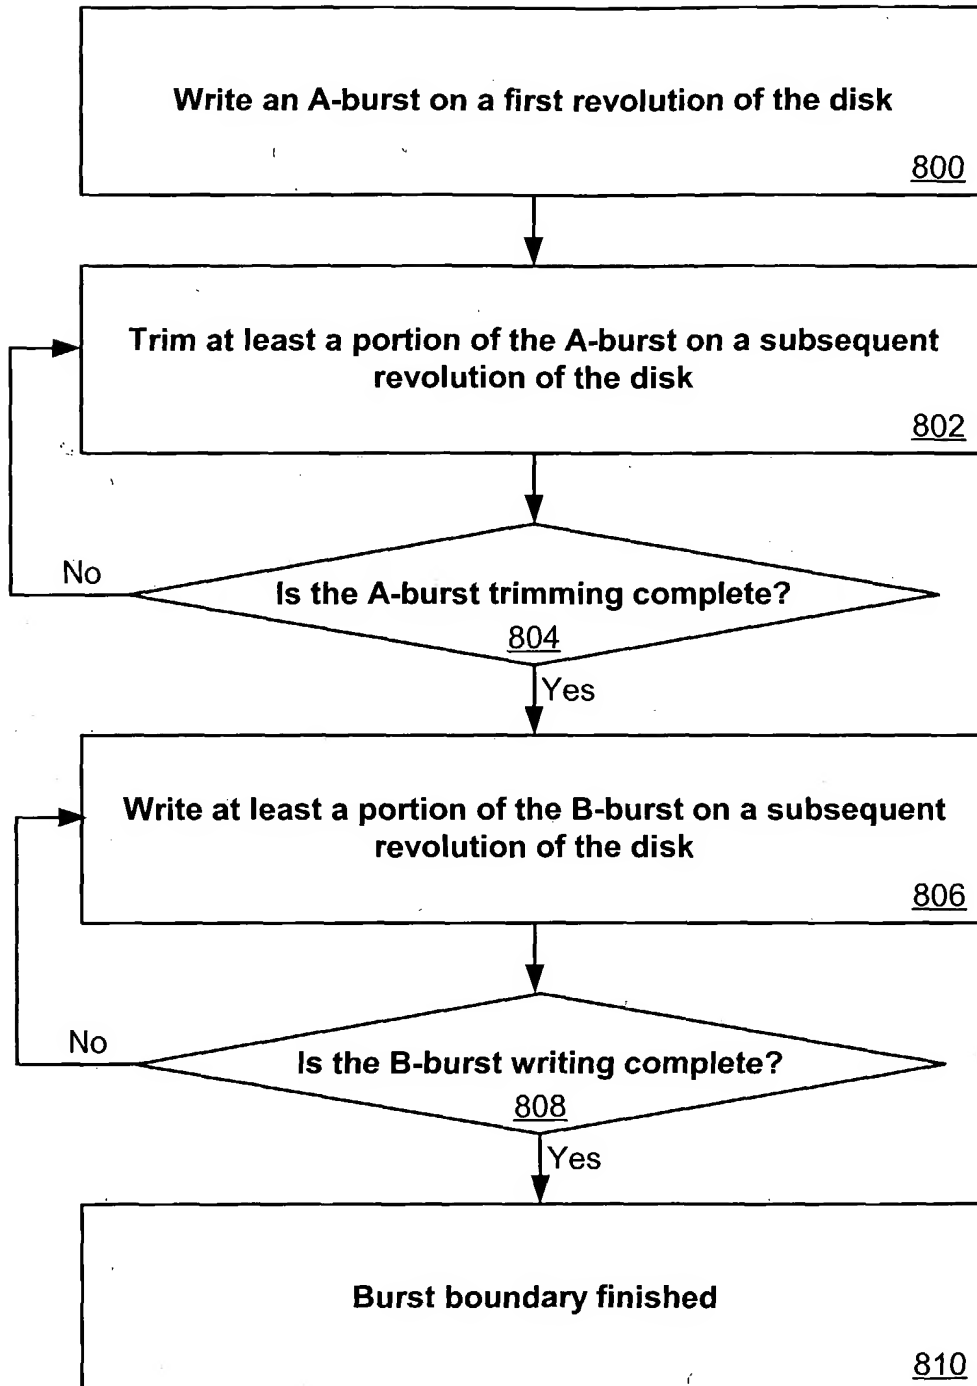 Write an A-burst on a first revolution of the disk
800
Trim at least a portion of the A-burst on a subsequent
revolution of the disk
802
No
Is the A-burst trimming complete?
804
Yes
Write at least a portion of the B-burst on a subsequent
revolution of the disk
806
No
Is the B-burst writing complete?
808
Yes
Burst boundary finished
810